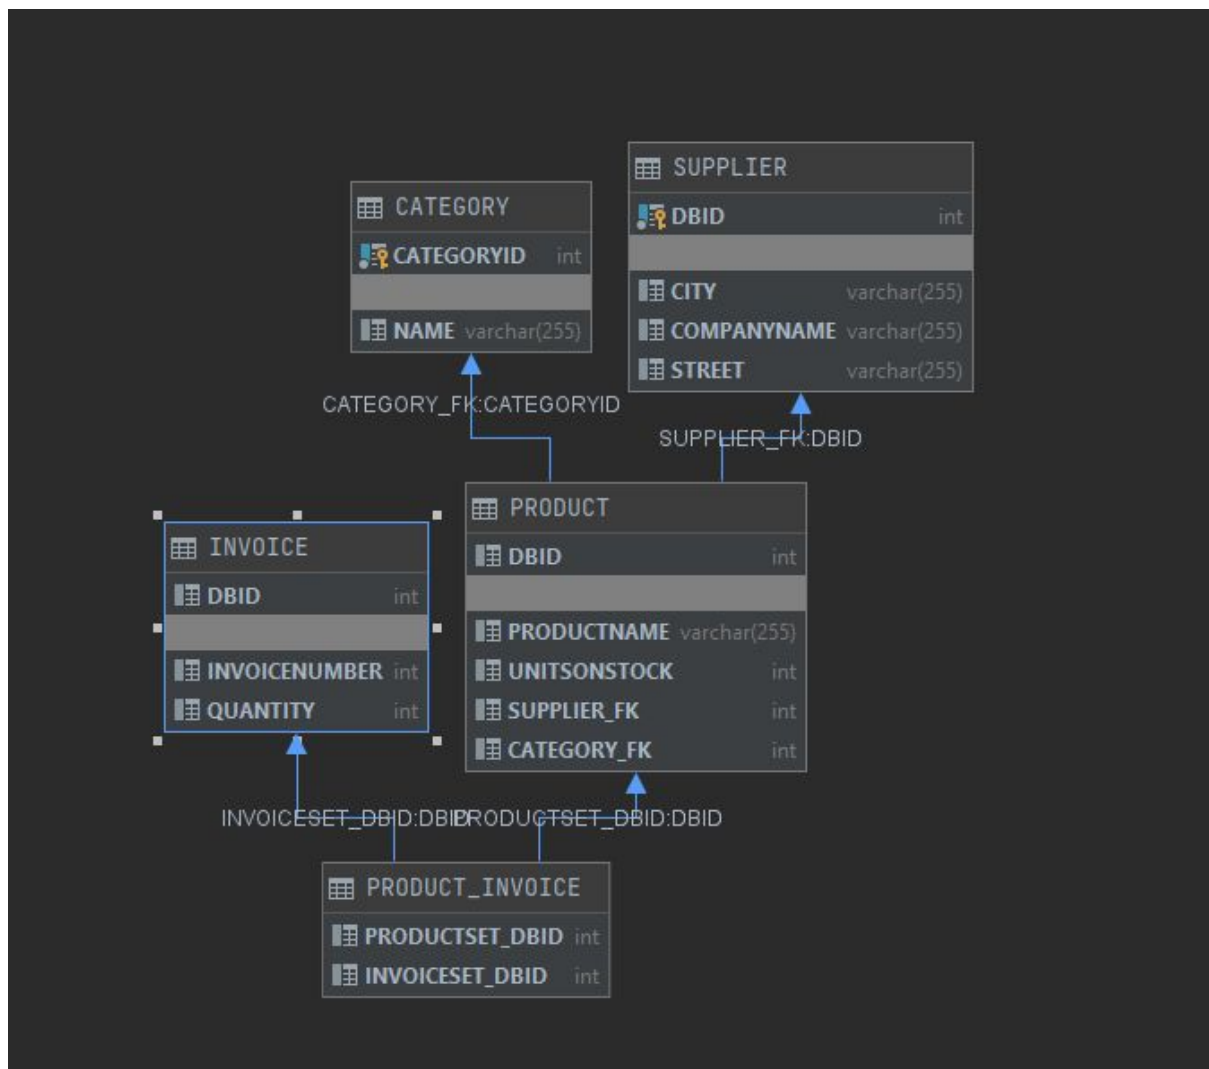 CATEGORY
CATEGORYID int
NAME varchar(255)
SUPPLIER
DBID int
CITY varchar(255)
COMPANYNAME varchar(255)
STREET varchar(255)
CATEGORY_FK:CATEGORYID
SUPPLIER_FK:DBID
INVOICE
DBID int
INVOICENUMBER int
QUANTITY int
PRODUCT
DBID int
PRODUCTNAME varchar(255)
UNITSONSTOCK int
SUPPLIER_FK int
CATEGORY_FK int
INVOICESET_DBID:DBID
PRODUCTSET_DBID:DBID
PRODUCT_INVOICE
PRODUCTSET_DBID int
INVOICESET_DBID int